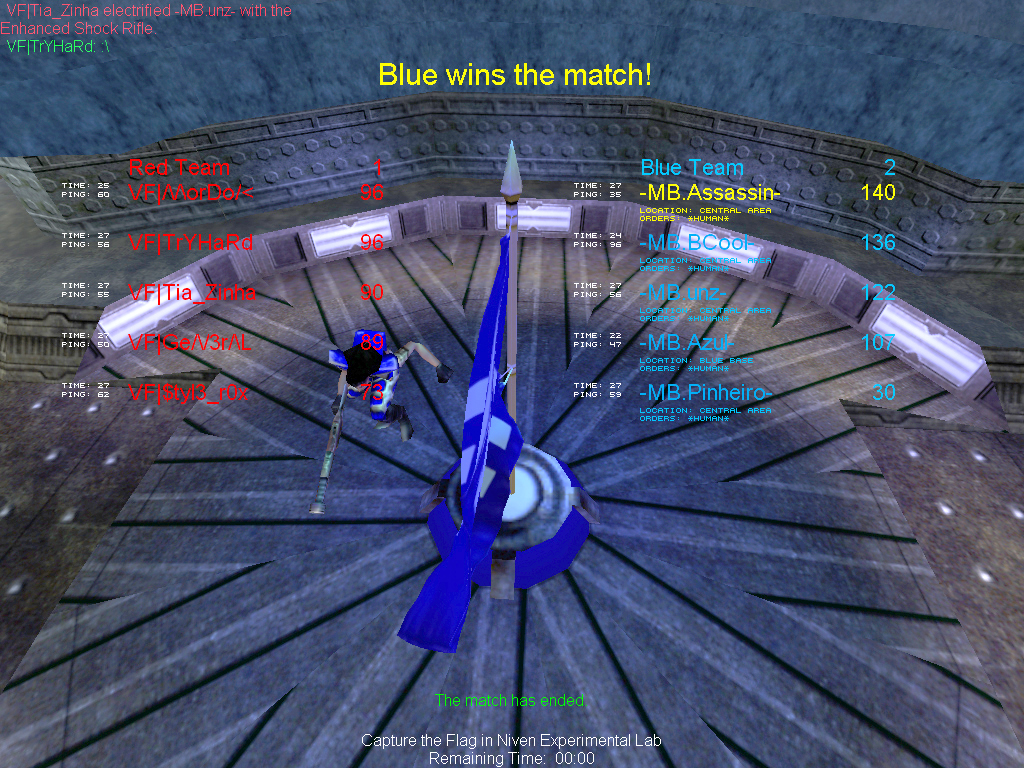 VF|Tia_Zinha electrified -MB.unz- with the
Enhanced Shock Rifle.
VF|TrYHaRd: :\
Blue wins the match!
Red Team 1
TIME: 25
PING: 60
VF|/\/\orDo/< 96
TIME: 27
PING: 56
VF|TrYHaRd 96
TIME: 27
PING: 55
VF|Tia_Zinha 90
TIME: 27
PING: 50
VF|Ge/\/3r/\L 89
TIME: 27
PING: 62
VF|Styl3_r0x 73
Blue Team 2
TIME: 27
PING: 35
-MB.Assassin- 140
LOCATION: CENTRAL AREA
ORDERS: *HUMAN*
TIME: 24
PING: 96
-MB.BCool- 136
LOCATION: CENTRAL AREA
ORDERS: *HUMAN*
TIME: 27
PING: 56
-MB.unz- 122
LOCATION: CENTRAL AREA
ORDERS: *HUMAN*
TIME: 22
PING: 47
-MB.Azul- 107
LOCATION: BLUE BASE
ORDERS: *HUMAN*
TIME: 27
PING: 59
-MB.Pinheiro- 30
LOCATION: CENTRAL AREA
ORDERS: *HUMAN*
The match has ended.
Capture the Flag in Niven Experimental Lab
Remaining Time: 00:00